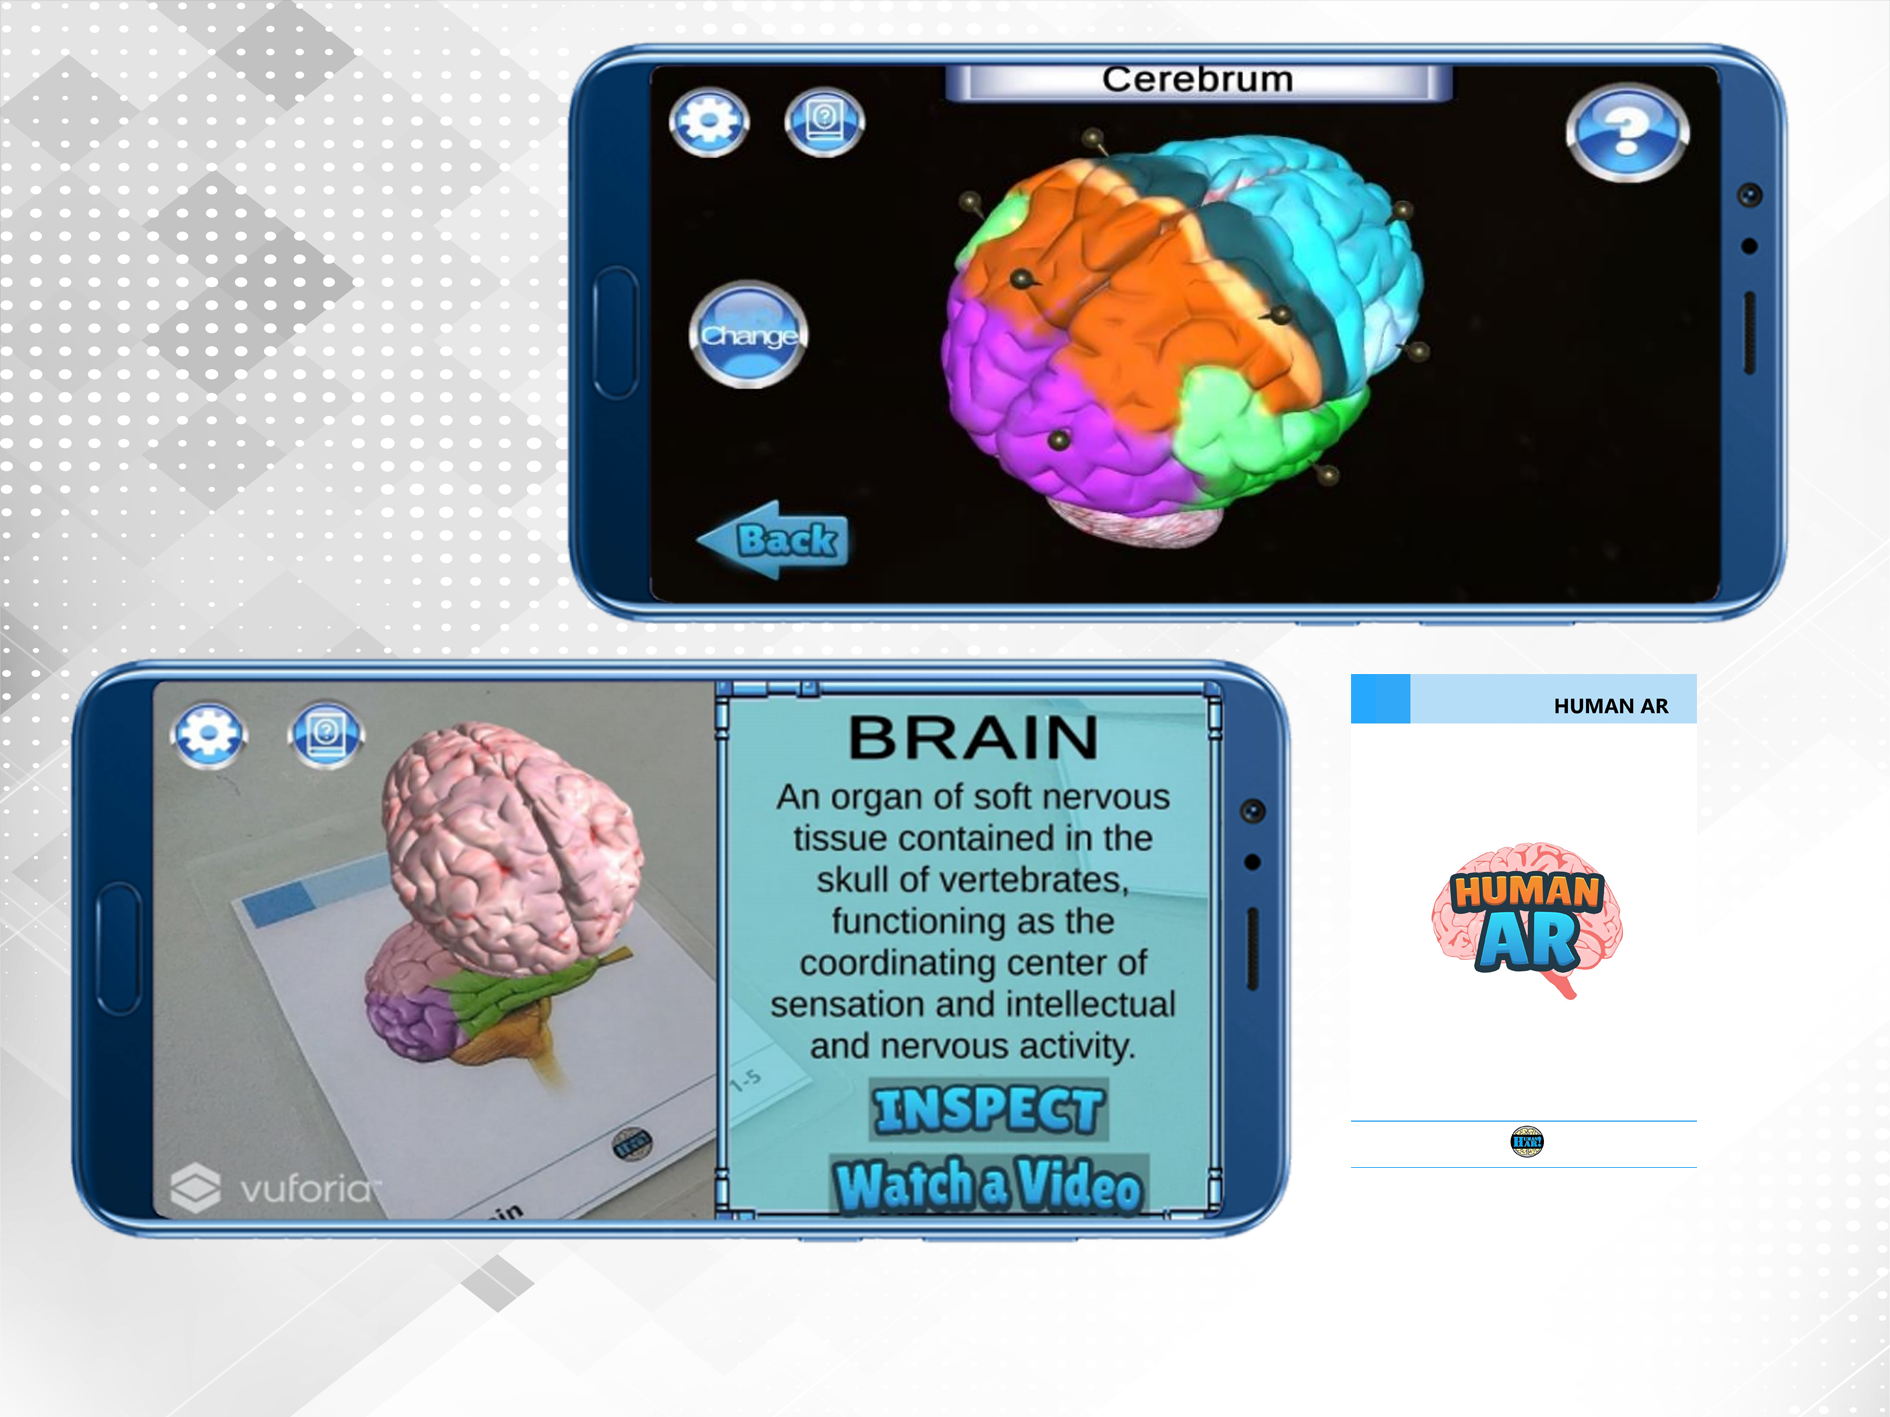 Cerebrum
Change
Back
BRAIN
An organ of soft nervous
tissue contained in the
skull of vertebrates,
functioning as the
coordinating center of
sensation and intellectual
and nervous activity.
INSPECT
Watch a Video
1-5
vuforia
HUMAN AR
HUMAN
AR
HUMAN
AR!